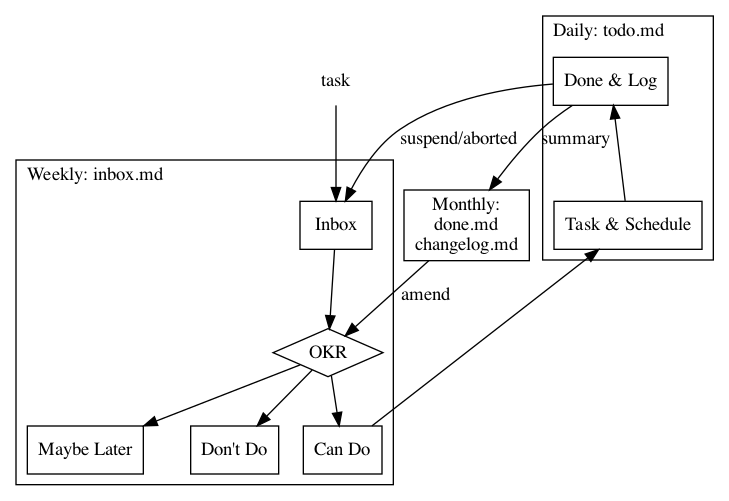 Daily: todo.md
task
Done & Log
suspend/aborted
summary
Weekly: inbox.md
Inbox
Monthly:
done.md
changelog.md
Task & Schedule
amend
OKR
Maybe Later
Don't Do
Can Do